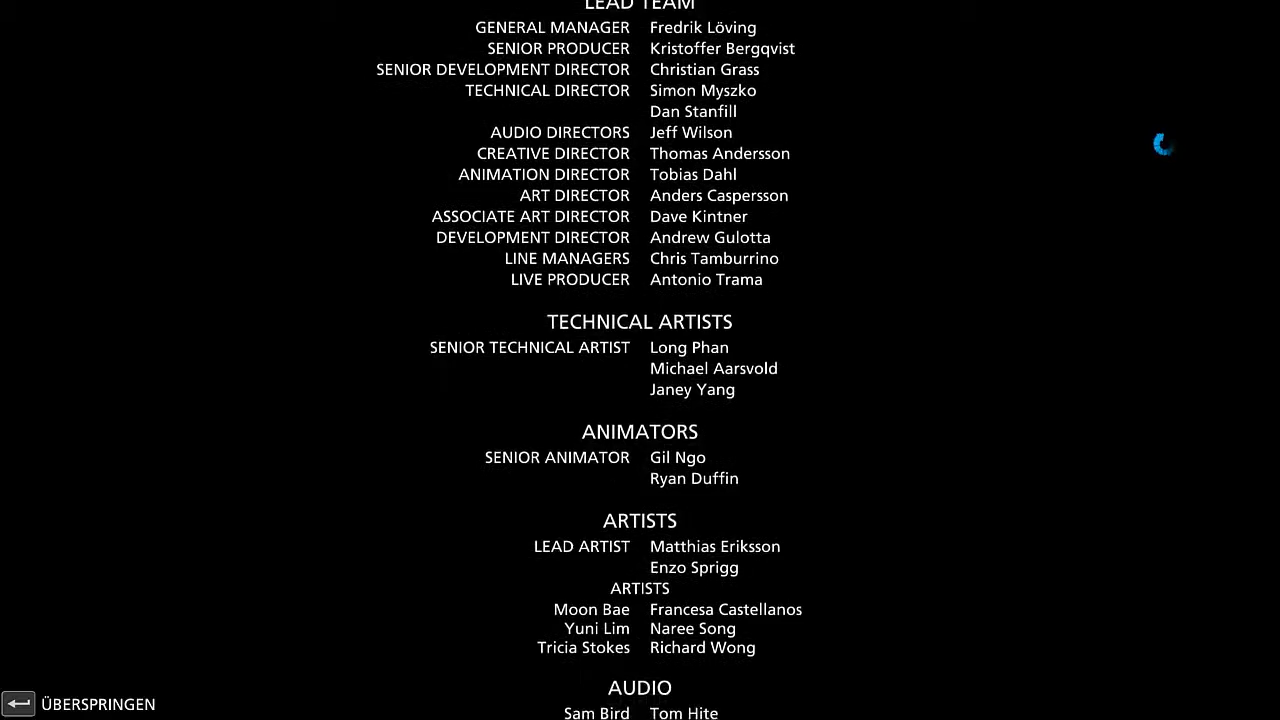 LEAD TEAM
GENERAL MANAGER Fredrik Löving
SENIOR PRODUCER Kristoffer Bergqvist
SENIOR DEVELOPMENT DIRECTOR Christian Grass
TECHNICAL DIRECTOR Simon Myszko
Dan Stanfill
AUDIO DIRECTORS Jeff Wilson
CREATIVE DIRECTOR Thomas Andersson
ANIMATION DIRECTOR Tobias Dahl
ART DIRECTOR Anders Caspersson
ASSOCIATE ART DIRECTOR Dave Kintner
DEVELOPMENT DIRECTOR Andrew Gulotta
LINE MANAGERS Chris Tamburrino
LIVE PRODUCER Antonio Trama
TECHNICAL ARTISTS
SENIOR TECHNICAL ARTIST Long Phan
Michael Aarsvold
Janey Yang
ANIMATORS
SENIOR ANIMATOR Gil Ngo
Ryan Duffin
ARTISTS
LEAD ARTIST Matthias Eriksson
Enzo Sprigg
ARTISTS
Moon Bae Francesa Castellanos
Yuni Lim Naree Song
Tricia Stokes Richard Wong
AUDIO
Sam Bird Tom Hite
ÜBERSPRINGEN